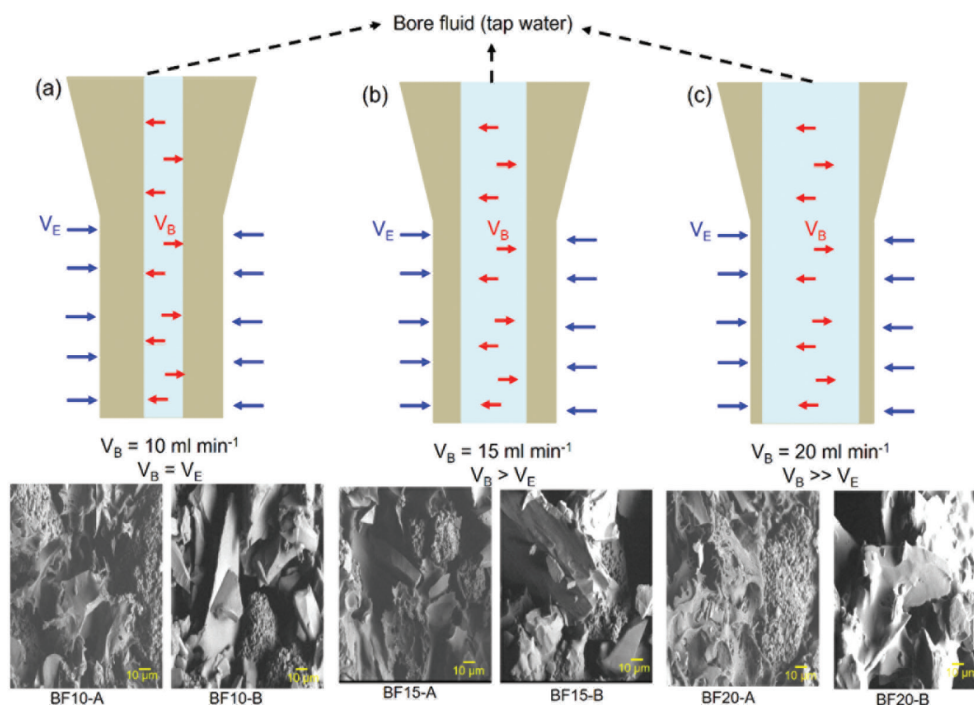 Bore fluid (tap water)
(a)
(b)
(c)
V_E
V_B
V_E
V_B
V_E
V_B
V_B = 10 ml min⁻¹
V_B = V_E
V_B = 15 ml min⁻¹
V_B > V_E
V_B = 20 ml min⁻¹
V_B >> V_E
10 µm
10 µm
10 µm
10 µm
10 µm
10 µm
BF10-A
BF10-B
BF15-A
BF15-B
BF20-A
BF20-B